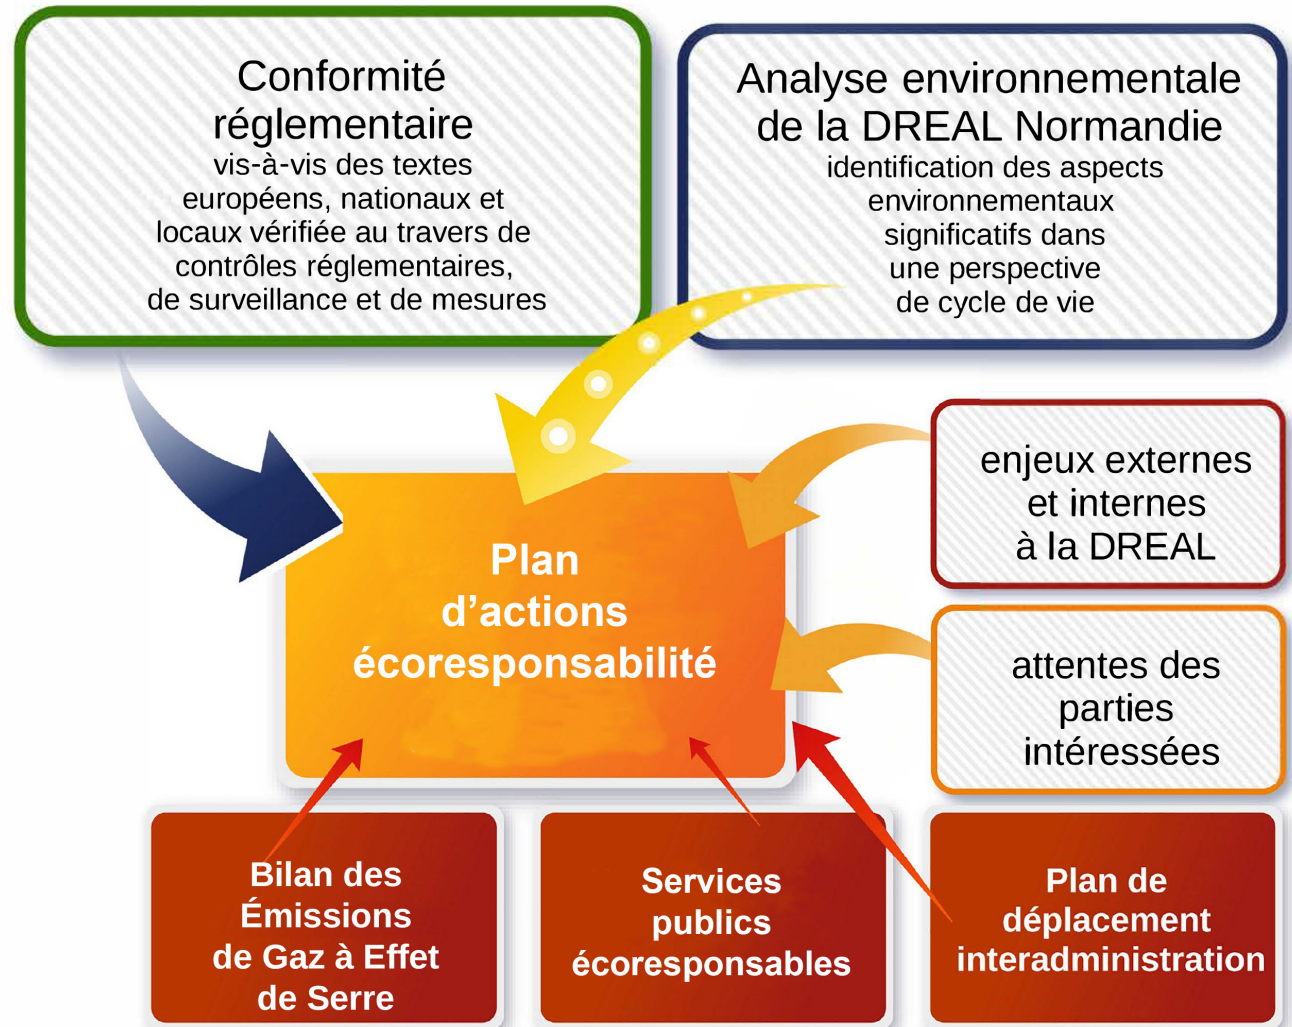 Conformité
réglementaire
vis-à-vis des textes
européens, nationaux et
locaux vérifiée au travers de
contrôles réglementaires,
de surveillance et de mesures
Analyse environnementale
de la DREAL Normandie
identification des aspects
environnementaux
significatifs dans
une perspective
de cycle de vie
enjeux externes
et internes
à la DREAL
Plan
d’actions
écoresponsabilité
attentes des
parties
intéressées
Bilan des
Émissions
de Gaz à Effet
de Serre
Services
publics
écoresponsables
Plan de
déplacement
interadministration